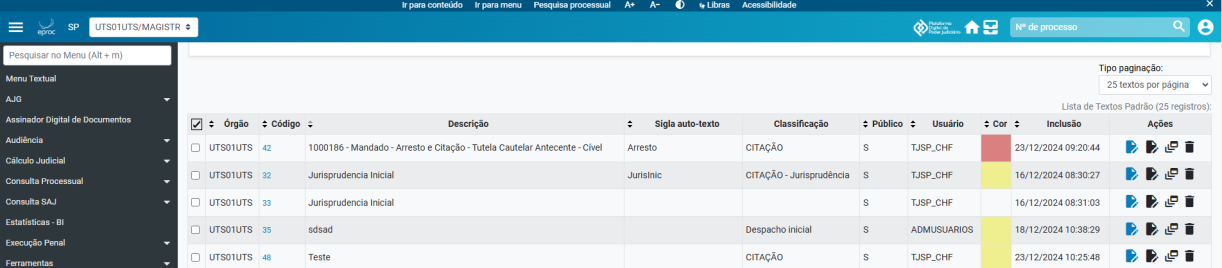 Ir para conteúdo Ir para menu Pesquisa processual A+ A- Libras Acessibilidade ×
eproc SP UTS01UTS/MAGISTR Plataforma Digital do Poder Judiciário Nº de processo
Pesquisar no Menu (Alt + m)
Menu Textual
AJG
Assinador Digital de Documentos
Audiência
Cálculo Judicial
Consulta Processual
Consulta SAJ
Estatísticas - BI
Execução Penal
Ferramentas
Tipo paginação:
25 textos por página
Lista de Textos Padrão (25 registros):
Órgão Código Descrição Sigla auto-texto Classificação Público Usuário Cor Inclusão Ações
UTS01UTS 42 1000186 - Mandado - Arresto e Citação - Tutela Cautelar Antecente - Cível Arresto CITAÇÃO S TJSP_CHF 23/12/2024 09:20:44
UTS01UTS 32 Jurisprudencia Inicial JurisInic CITAÇÃO - Jurisprudência S TJSP_CHF 16/12/2024 08:30:27
UTS01UTS 33 Jurisprudencia Inicial S TJSP_CHF 16/12/2024 08:31:03
UTS01UTS 35 sdsad Despacho inicial S ADMUSUARIOS 18/12/2024 10:38:29
UTS01UTS 48 Teste CITAÇÃO S TJSP_CHF 23/12/2024 10:25:48